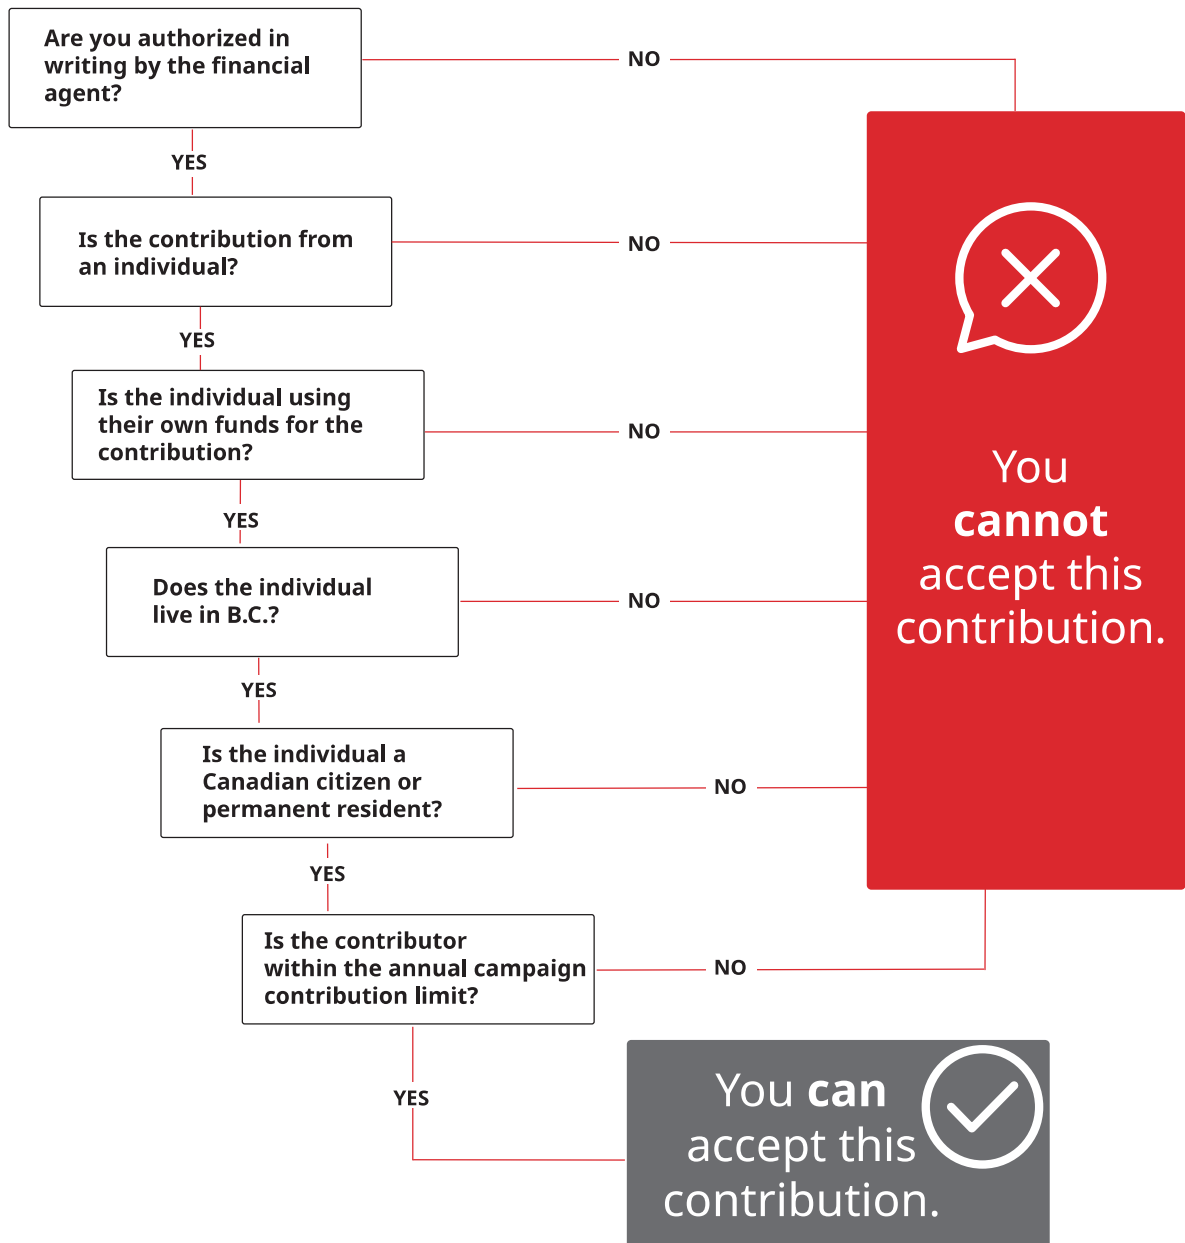 Are you authorized in
writing by the financial
agent?
NO
YES
Is the contribution from
an individual?
NO
YES
Is the individual using
their own funds for the
contribution?
NO
YES
Does the individual
live in B.C.?
NO
YES
Is the individual a
Canadian citizen or
permanent resident?
NO
YES
Is the contributor
within the annual campaign
contribution limit?
NO
YES
You
cannot
accept this
contribution.
You can
accept this
contribution.